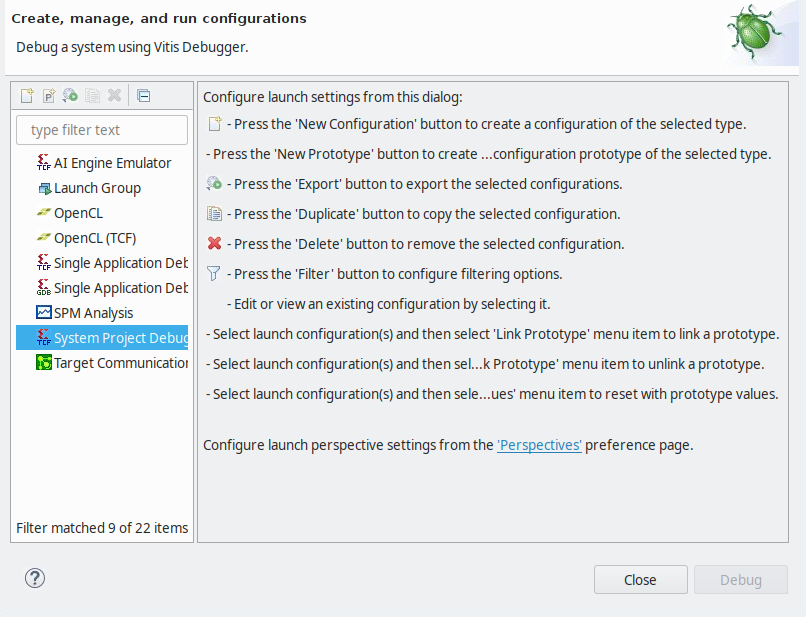 Create, manage, and run configurations
Debug a system using Vitis Debugger.
P
type filter text
TCF AI Engine Emulator
Launch Group
OpenCL
OpenCL (TCF)
TCF Single Application Deb
GDB Single Application Deb
SPM Analysis
TCF System Project Debug
Target Communication
Filter matched 9 of 22 items
Configure launch settings from this dialog:
- Press the 'New Configuration' button to create a configuration of the selected type.
- Press the 'New Prototype' button to create ...configuration prototype of the selected type.
- Press the 'Export' button to export the selected configurations.
- Press the 'Duplicate' button to copy the selected configuration.
- Press the 'Delete' button to remove the selected configuration.
- Press the 'Filter' button to configure filtering options.
- Edit or view an existing configuration by selecting it.
- Select launch configuration(s) and then select 'Link Prototype' menu item to link a prototype.
- Select launch configuration(s) and then sel...k Prototype' menu item to unlink a prototype.
- Select launch configuration(s) and then sele...ues' menu item to reset with prototype values.
Configure launch perspective settings from the 'Perspectives' preference page.
?
Close
Debug